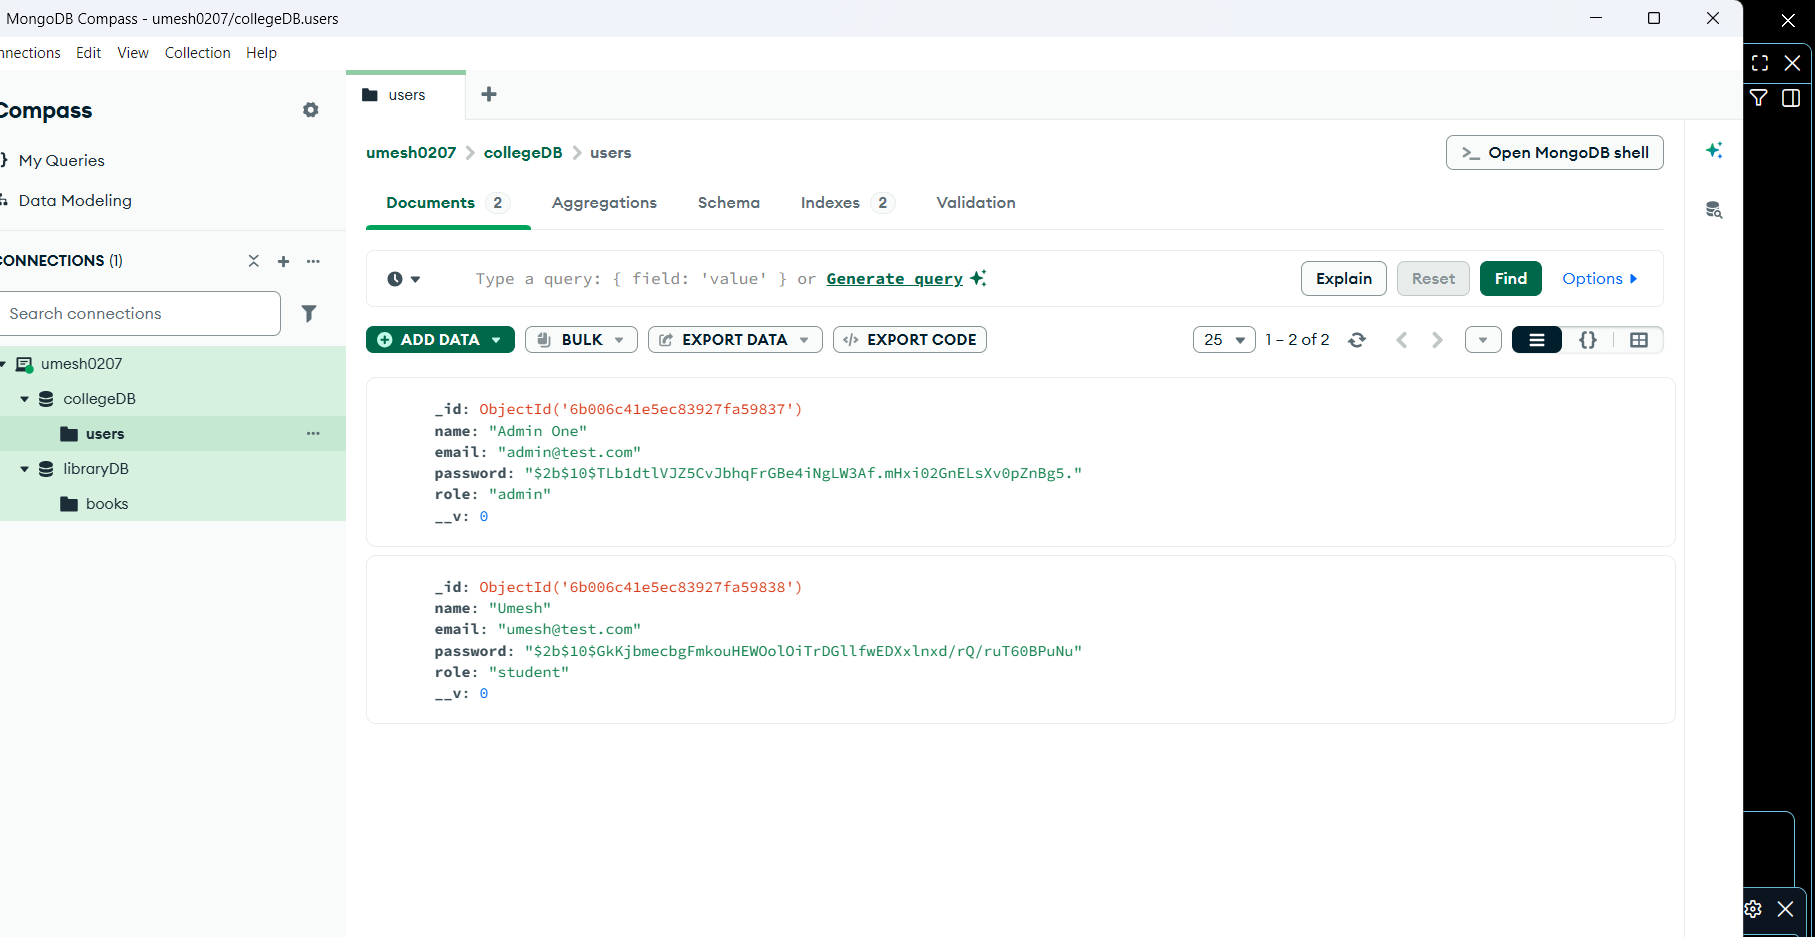 MongoDB Compass - umesh0207/collegeDB.users
nnections Edit View Collection Help
Compass
My Queries
Data Modeling
CONNECTIONS (1)
Search connections
umesh0207
collegeDB
users
libraryDB
books
users
umesh0207 collegeDB users
>_ Open MongoDB shell
Documents 2 Aggregations Schema Indexes 2 Validation
Type a query: { field: 'value' } or Generate query
Explain Reset Find Options
ADD DATA BULK EXPORT DATA EXPORT CODE
25 1 – 2 of 2
_id: ObjectId('6b006c41e5ec83927fa59837')
name: "Admin One"
email: "admin@test.com"
password: "$2b$10$TLb1dtlVJZ5CvJbhqFrGBe4iNgLW3Af.mHxi02GnELsXv0pZnBg5."
role: "admin"
__v: 0
_id: ObjectId('6b006c41e5ec83927fa59838')
name: "Umesh"
email: "umesh@test.com"
password: "$2b$10$GkKjbmecbgFmkouHEWOolOiTrDGllfwEDXxlnxd/rQ/ruT60BPuNu"
role: "student"
__v: 0